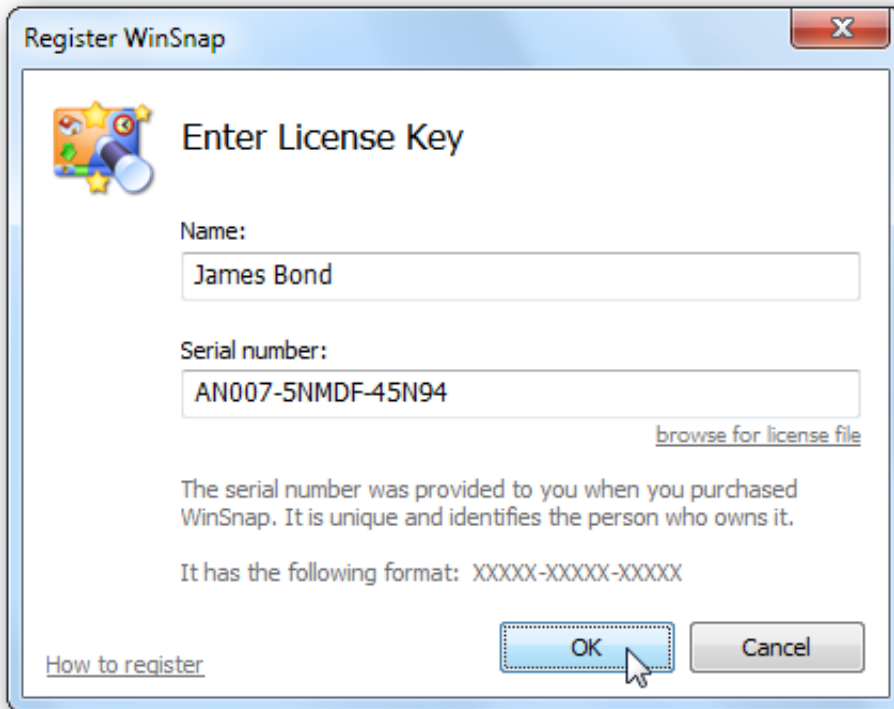 Register WinSnap
Enter License Key
Name:
James Bond
Serial number:
AN007-5NMDF-45N94
browse for license file
The serial number was provided to you when you purchased
WinSnap. It is unique and identifies the person who owns it.
It has the following format: XXXXX-XXXXX-XXXXX
OK
Cancel
How to register